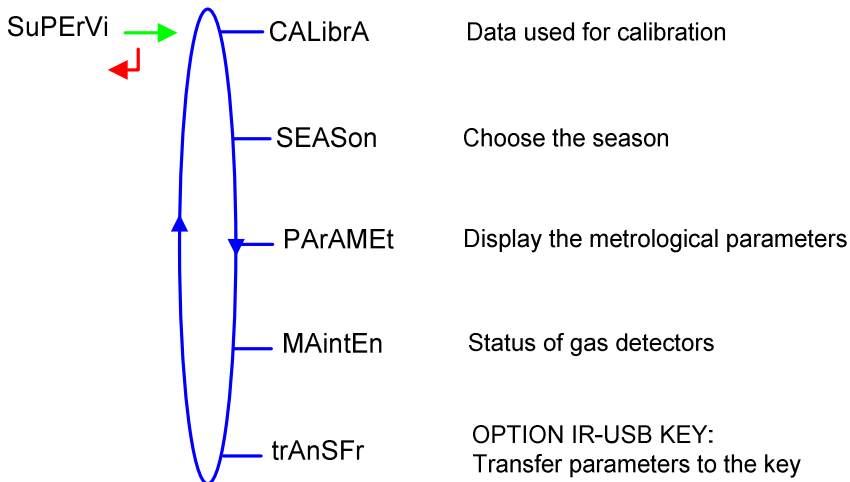 SuPErVi
CALibrA Data used for calibration
SEASon Choose the season
PArAMEt Display the metrological parameters
MAintEn Status of gas detectors
trAnSFr OPTION IR-USB KEY:
Transfer parameters to the key